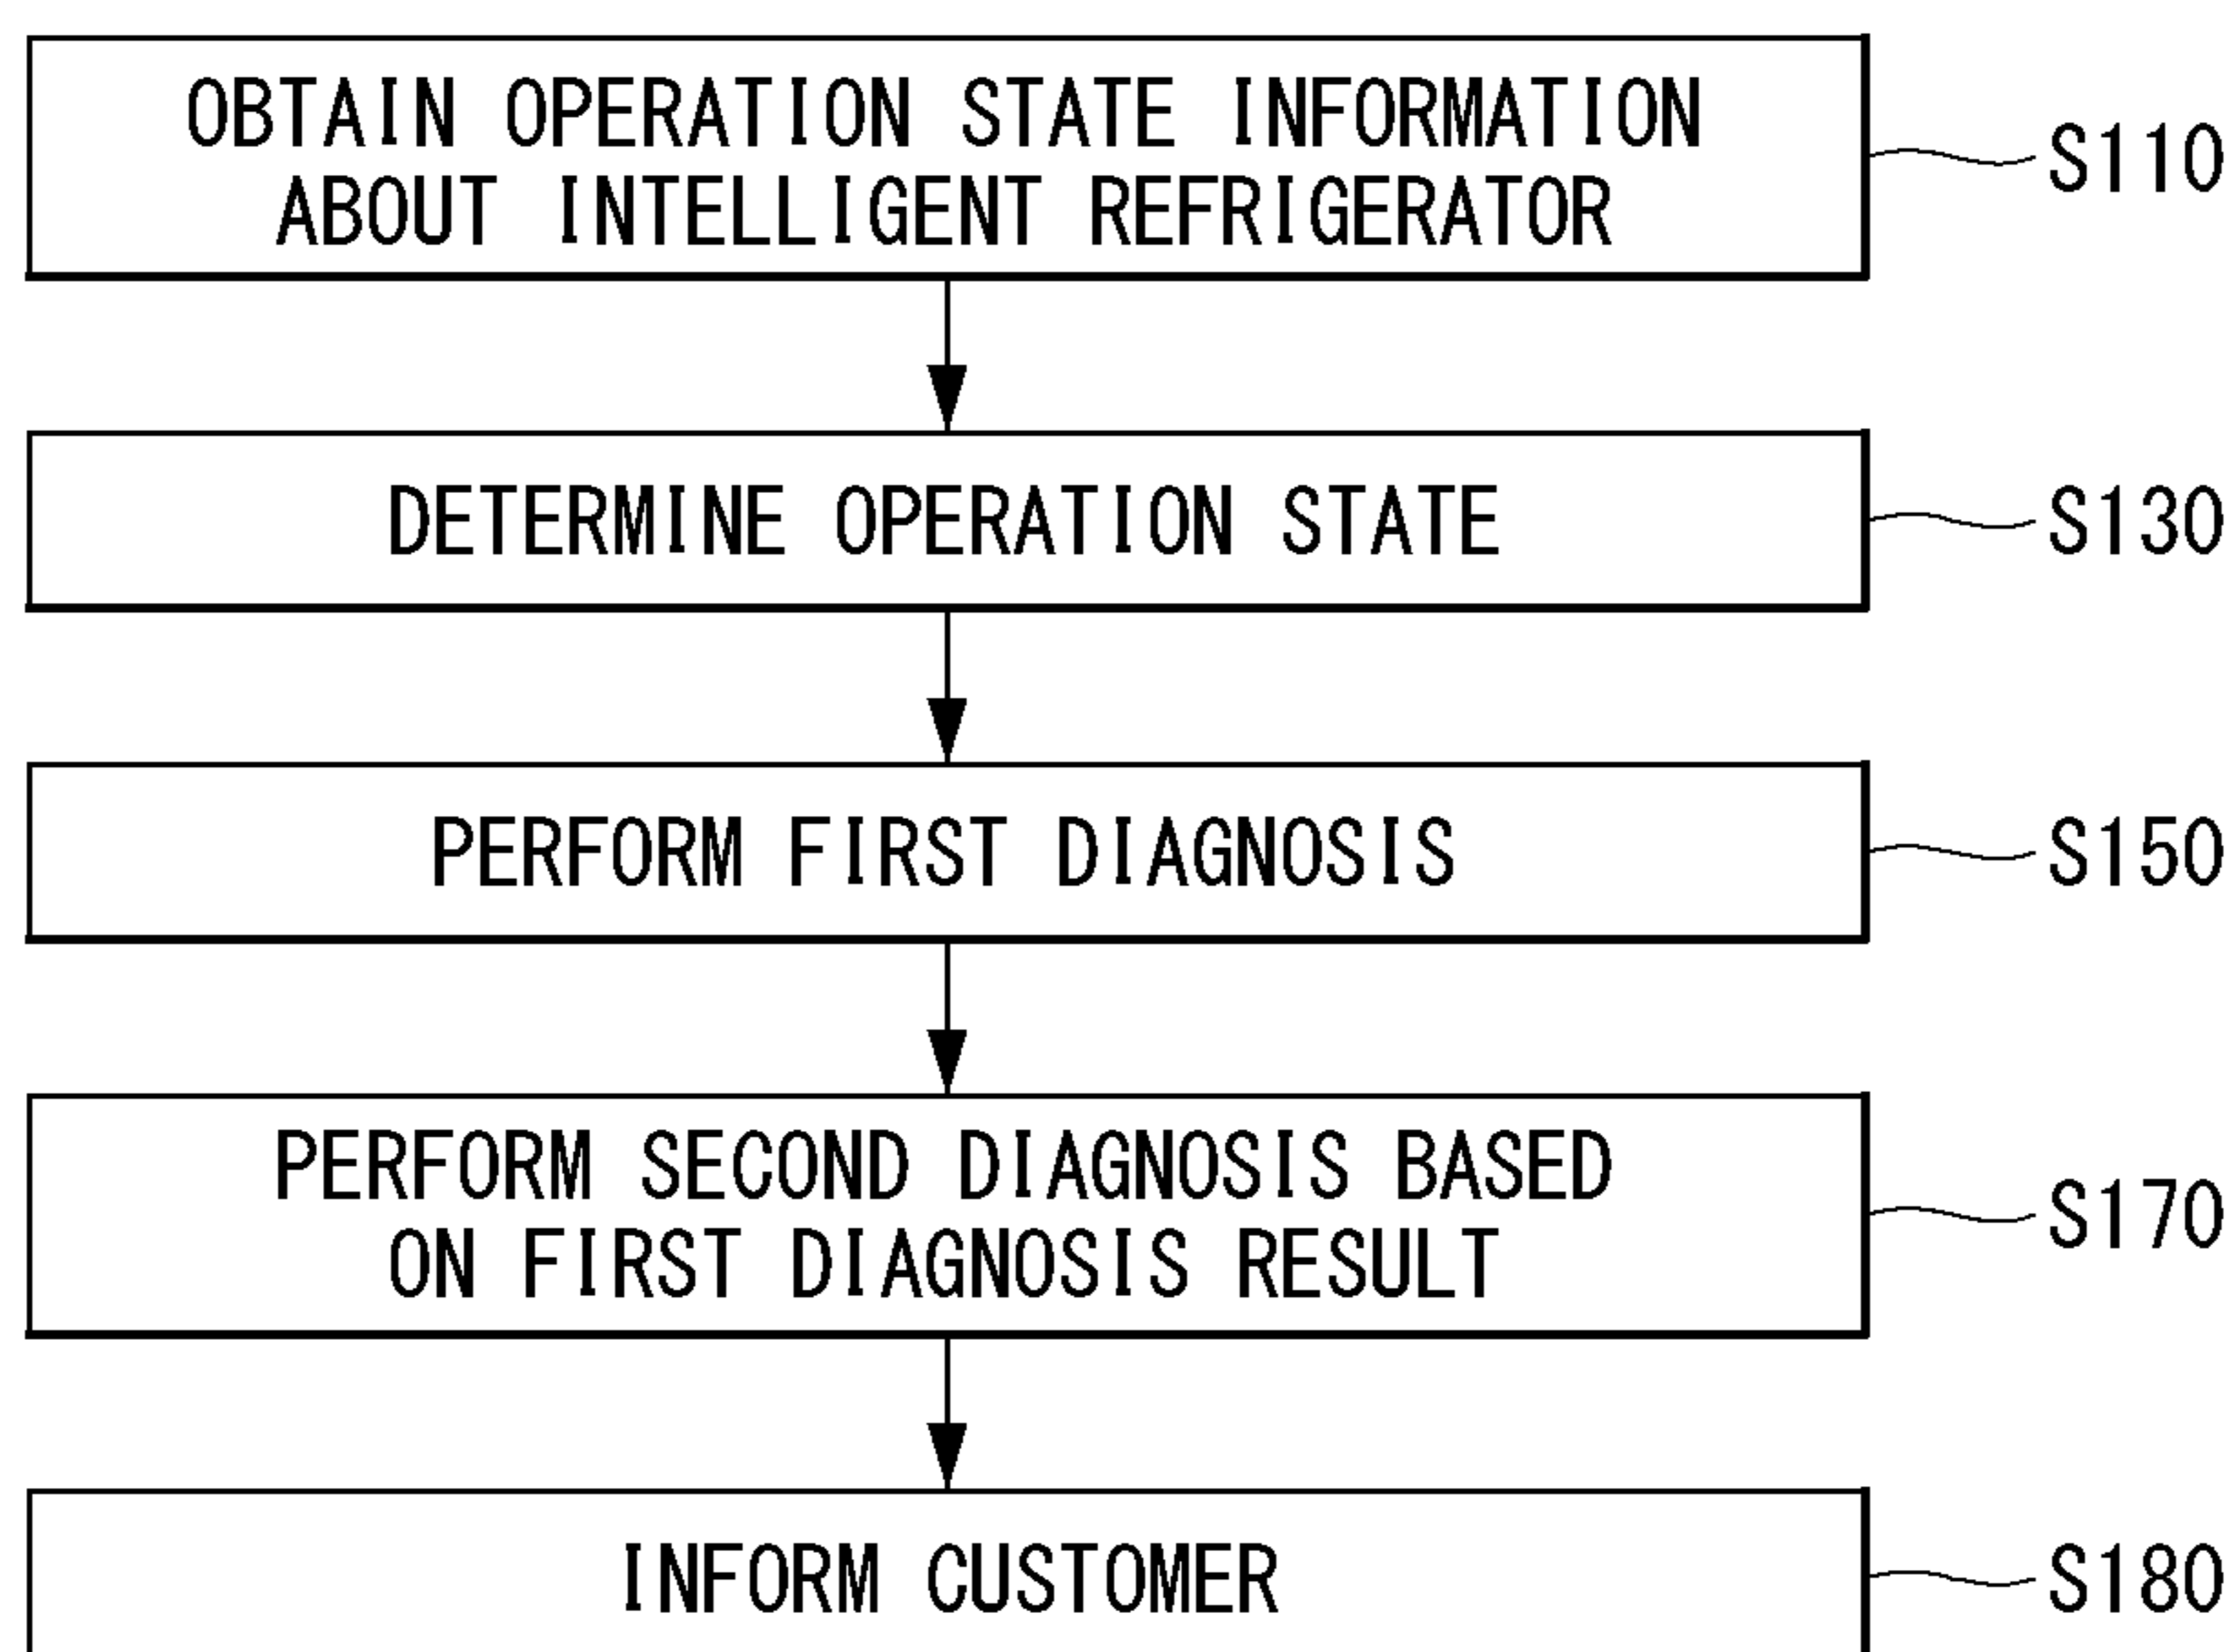 OBTAIN OPERATION STATE INFORMATION
ABOUT INTELLIGENT REFRIGERATOR
S110
DETERMINE OPERATION STATE
S130
PERFORM FIRST DIAGNOSIS
S150
PERFORM SECOND DIAGNOSIS BASED
ON FIRST DIAGNOSIS RESULT
S170
INFORM CUSTOMER
S180